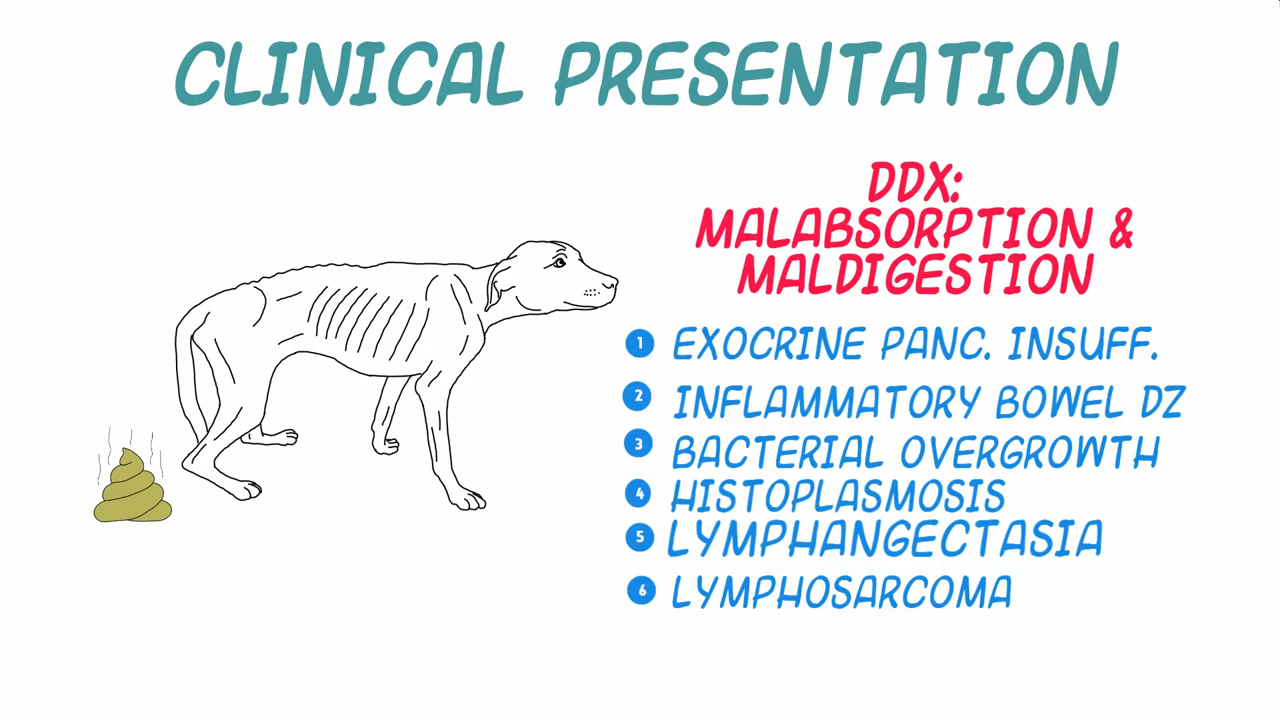 CLINICAL PRESENTATION
DDX:
MALABSORPTION &
MALDIGESTION
1 EXOCRINE PANC. INSUFF.
2 INFLAMMATORY BOWEL DZ
3 BACTERIAL OVERGROWTH
4 HISTOPLASMOSIS
5 LYMPHANGECTASIA
6 LYMPHOSARCOMA